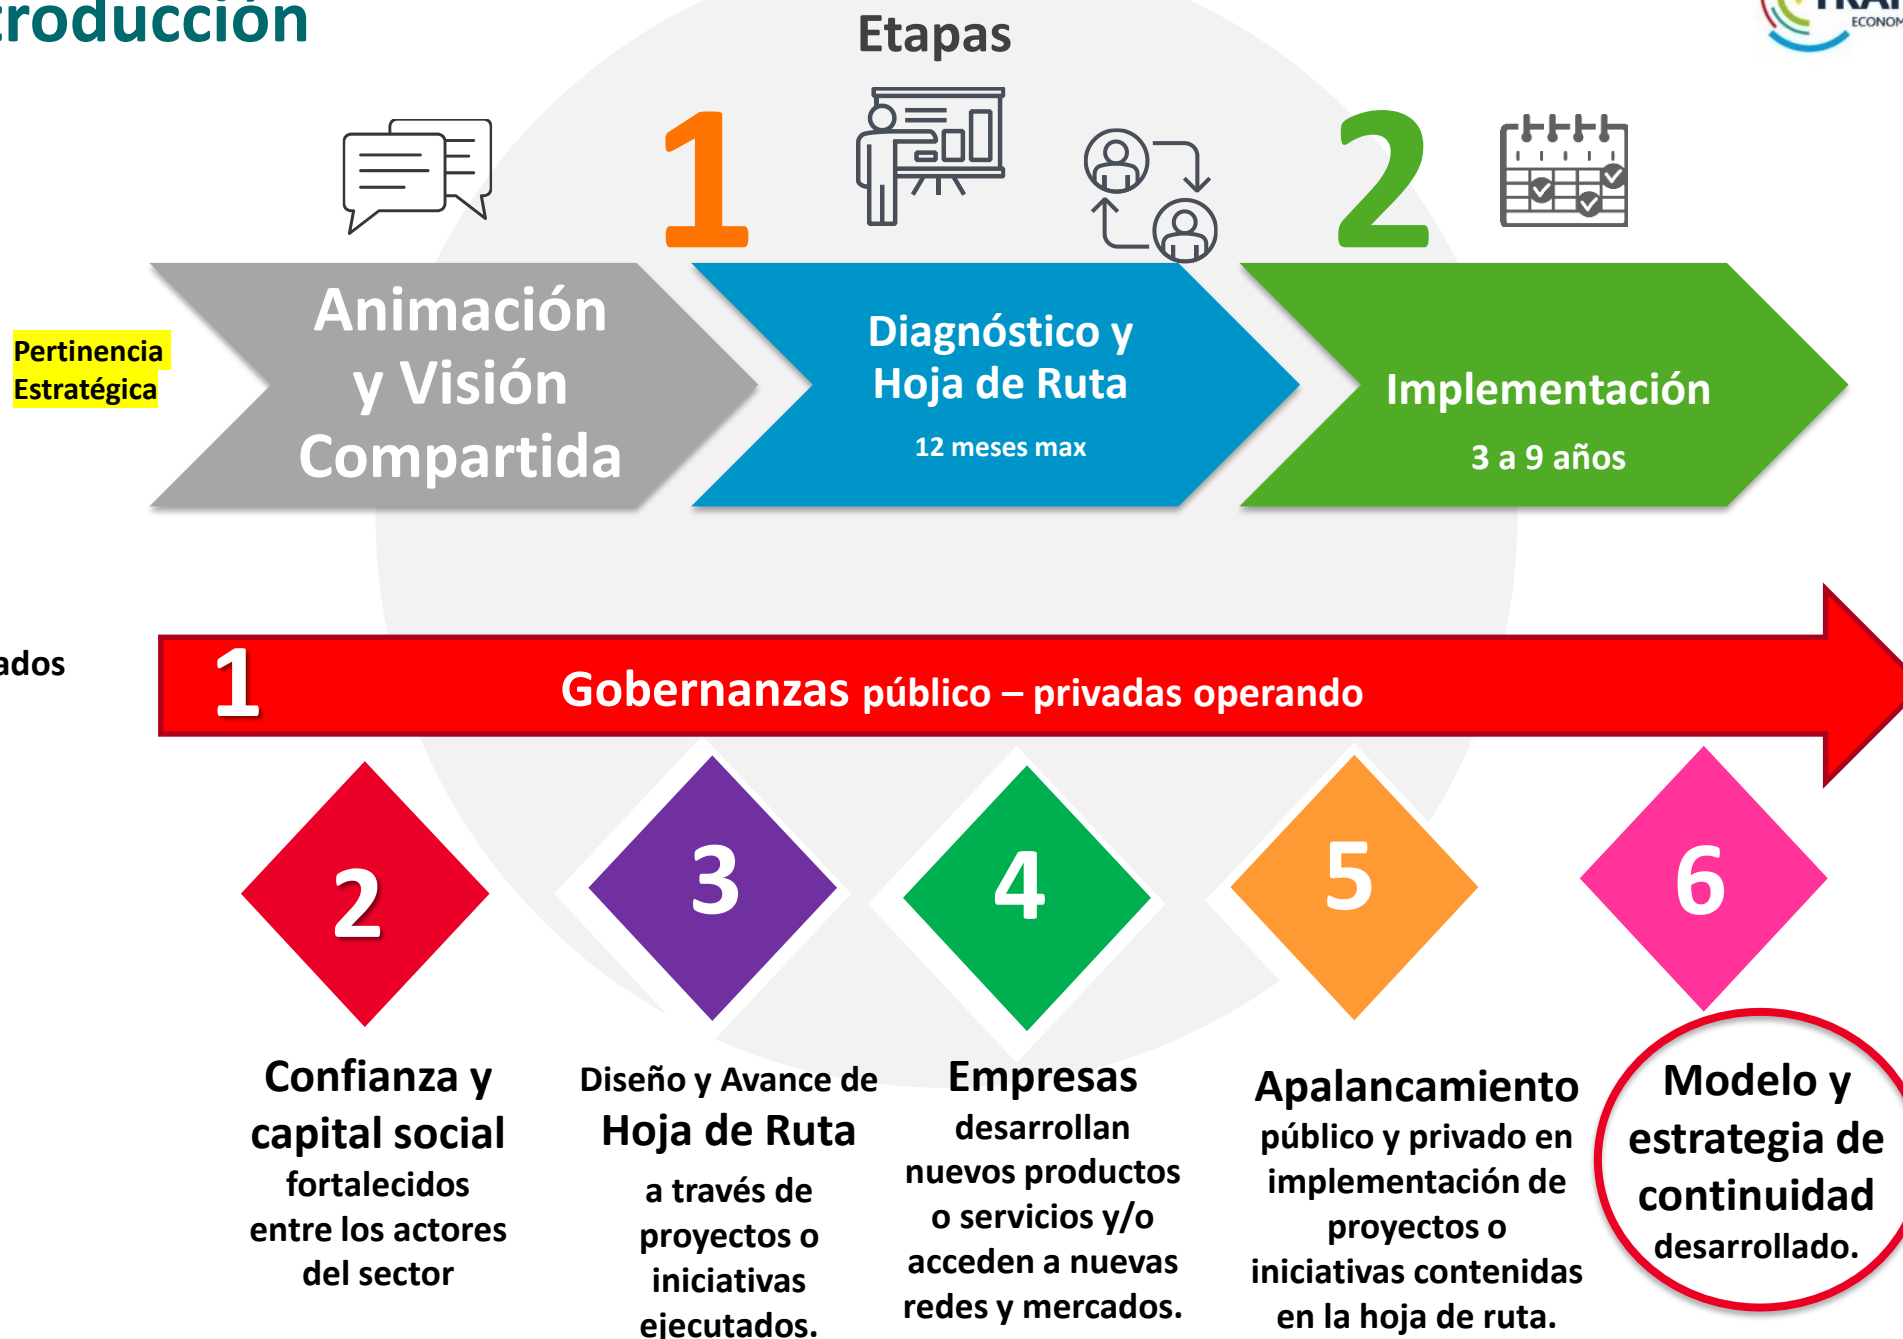 troducción
Etapas
ECONOM
1
2
Pertinencia
Estratégica
Animación
y Visión
Compartida
Diagnóstico y
Hoja de Ruta
12 meses max
Implementación
3 a 9 años
ados
1
Gobernanzas público – privadas operando
2
3
4
5
6
Confianza y
capital social
fortalecidos
entre los actores
del sector
Diseño y Avance de
Hoja de Ruta
a través de
proyectos o
iniciativas
ejecutados.
Empresas
desarrollan
nuevos productos
o servicios y/o
acceden a nuevas
redes y mercados.
Apalancamiento
público y privado en
implementación de
proyectos o
iniciativas contenidas
en la hoja de ruta.
Modelo y
estrategia de
continuidad
desarrollado.